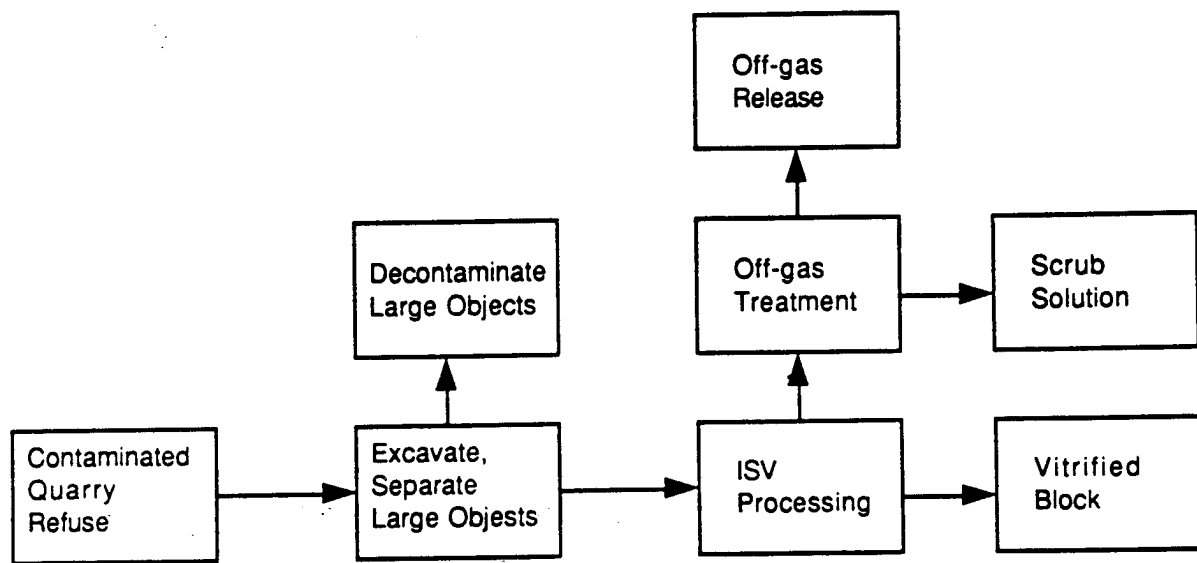 Off-gas
Release
Decontaminate
Large Objects
Off-gas
Treatment
Scrub
Solution
Contaminated
Quarry
Refuse
Excavate,
Separate
Large Objests
ISV
Processing
Vitrified
Block